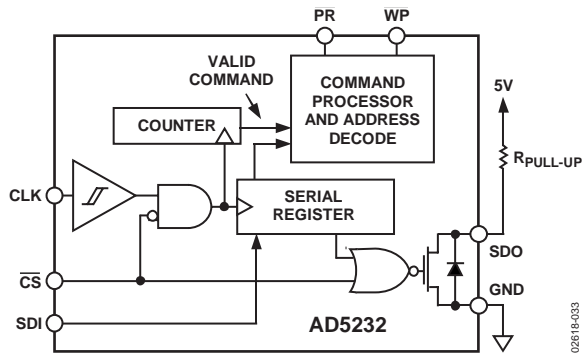 PR
WP
VALID
COMMAND
COMMAND
PROCESSOR
AND ADDRESS
DECODE
5V
COUNTER
RPULL-UP
CLK
SERIAL
REGISTER
SDO
CS
GND
SDI
AD5232
02618-033